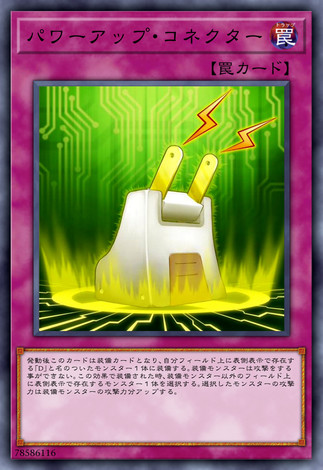 パワーアップ・コネクター
トラップ
罠
【罠カード】
発動後このカードは装備カードとなり、自分フィールド上に表側表示で存在す
る「D」と名のついたモンスター1体に装備する。装備モンスターは攻撃をする
事ができない。この効果で装備された時、装備モンスター以外のフィールド上
に表側表示で存在するモンスター1体を選択する。選択したモンスターの攻撃
力は装備モンスターの攻撃力分アップする。
78586116